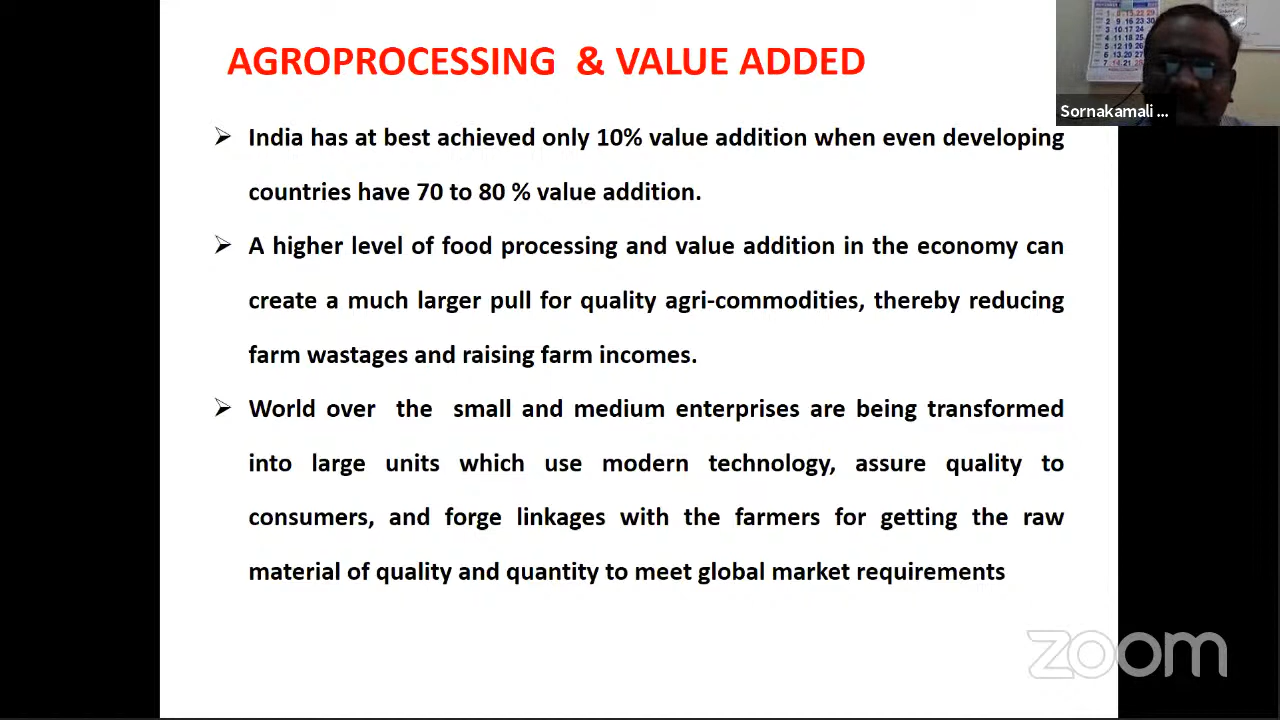 AGROPROCESSING & VALUE ADDED
➢ India has at best achieved only 10% value addition when even developing
countries have 70 to 80 % value addition.
➢ A higher level of food processing and value addition in the economy can
create a much larger pull for quality agri-commodities, thereby reducing
farm wastages and raising farm incomes.
➢ World over the small and medium enterprises are being transformed
into large units which use modern technology, assure quality to
consumers, and forge linkages with the farmers for getting the raw
material of quality and quantity to meet global market requirements
Sornakamali ...
zoom